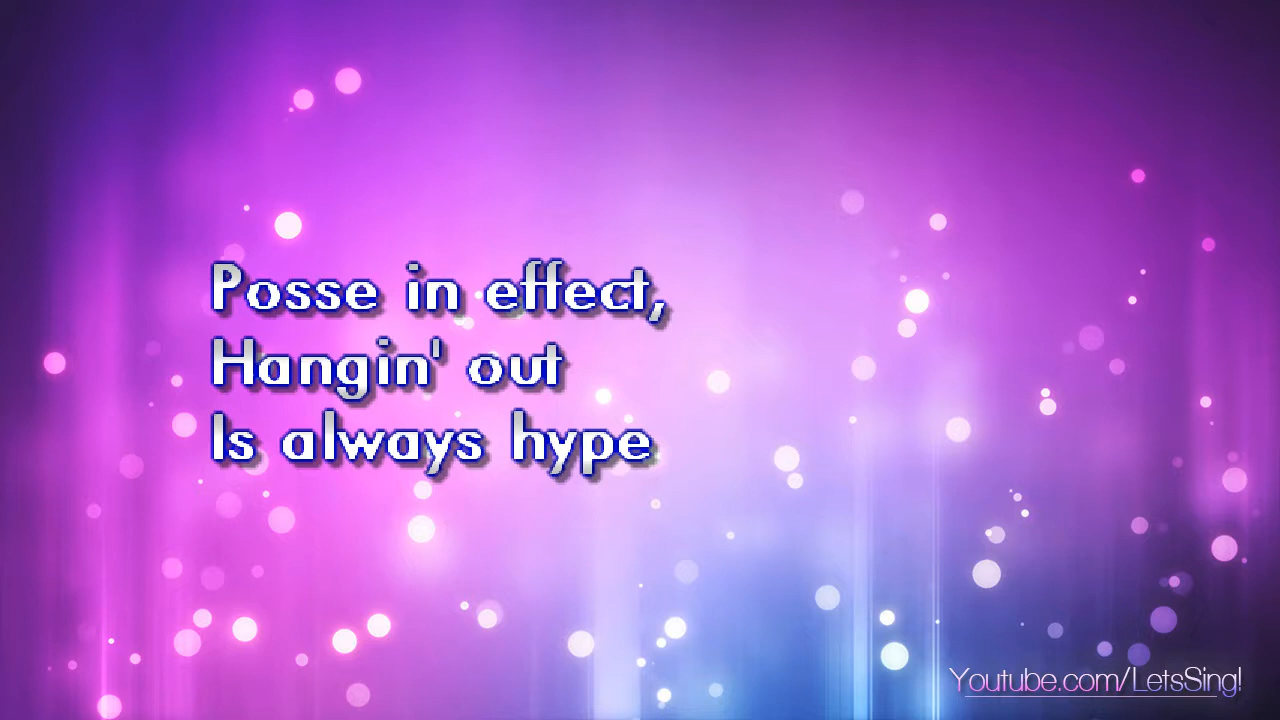 Posse in effect,
Hangin' out
Is always hype
Youtube.com/LetsSing!